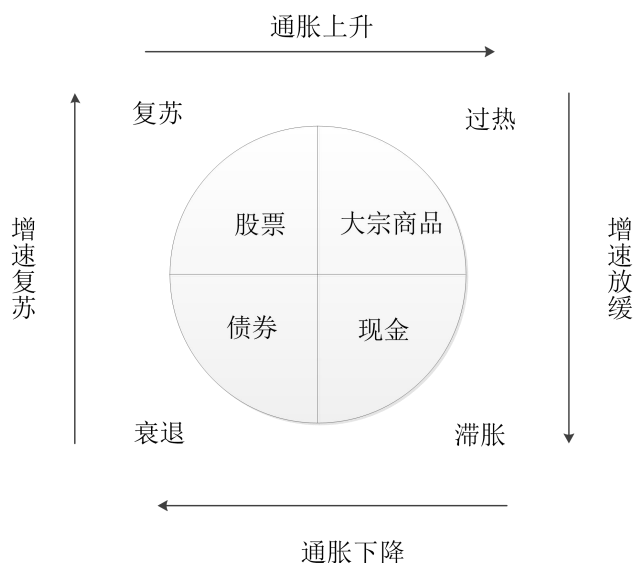 通胀上升
复苏
过热
股票
大宗商品
增速复苏
增速放缓
债券
现金
衰退
滞胀
通胀下降